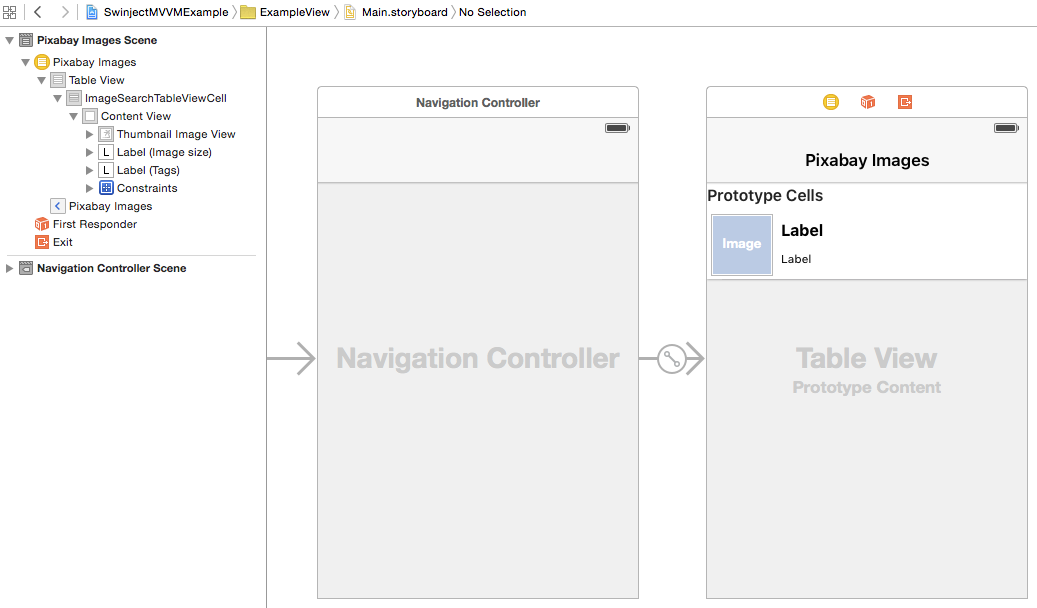 SwinjectMVVMExample ExampleView Main.storyboard No Selection
Pixabay Images Scene
Pixabay Images
Table View
ImageSearchTableViewCell
Content View
Thumbnail Image View
L Label (Image size)
L Label (Tags)
Constraints
Pixabay Images
First Responder
Exit
Navigation Controller Scene
Navigation Controller
Navigation Controller
Pixabay Images
Prototype Cells
Image
Label
Label
Table View
Prototype Content